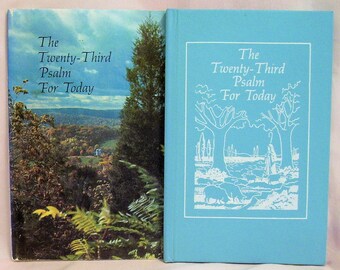 The
Twenty-Third
Psalm
For Today
The
Twenty-Third
Psalm
For Today